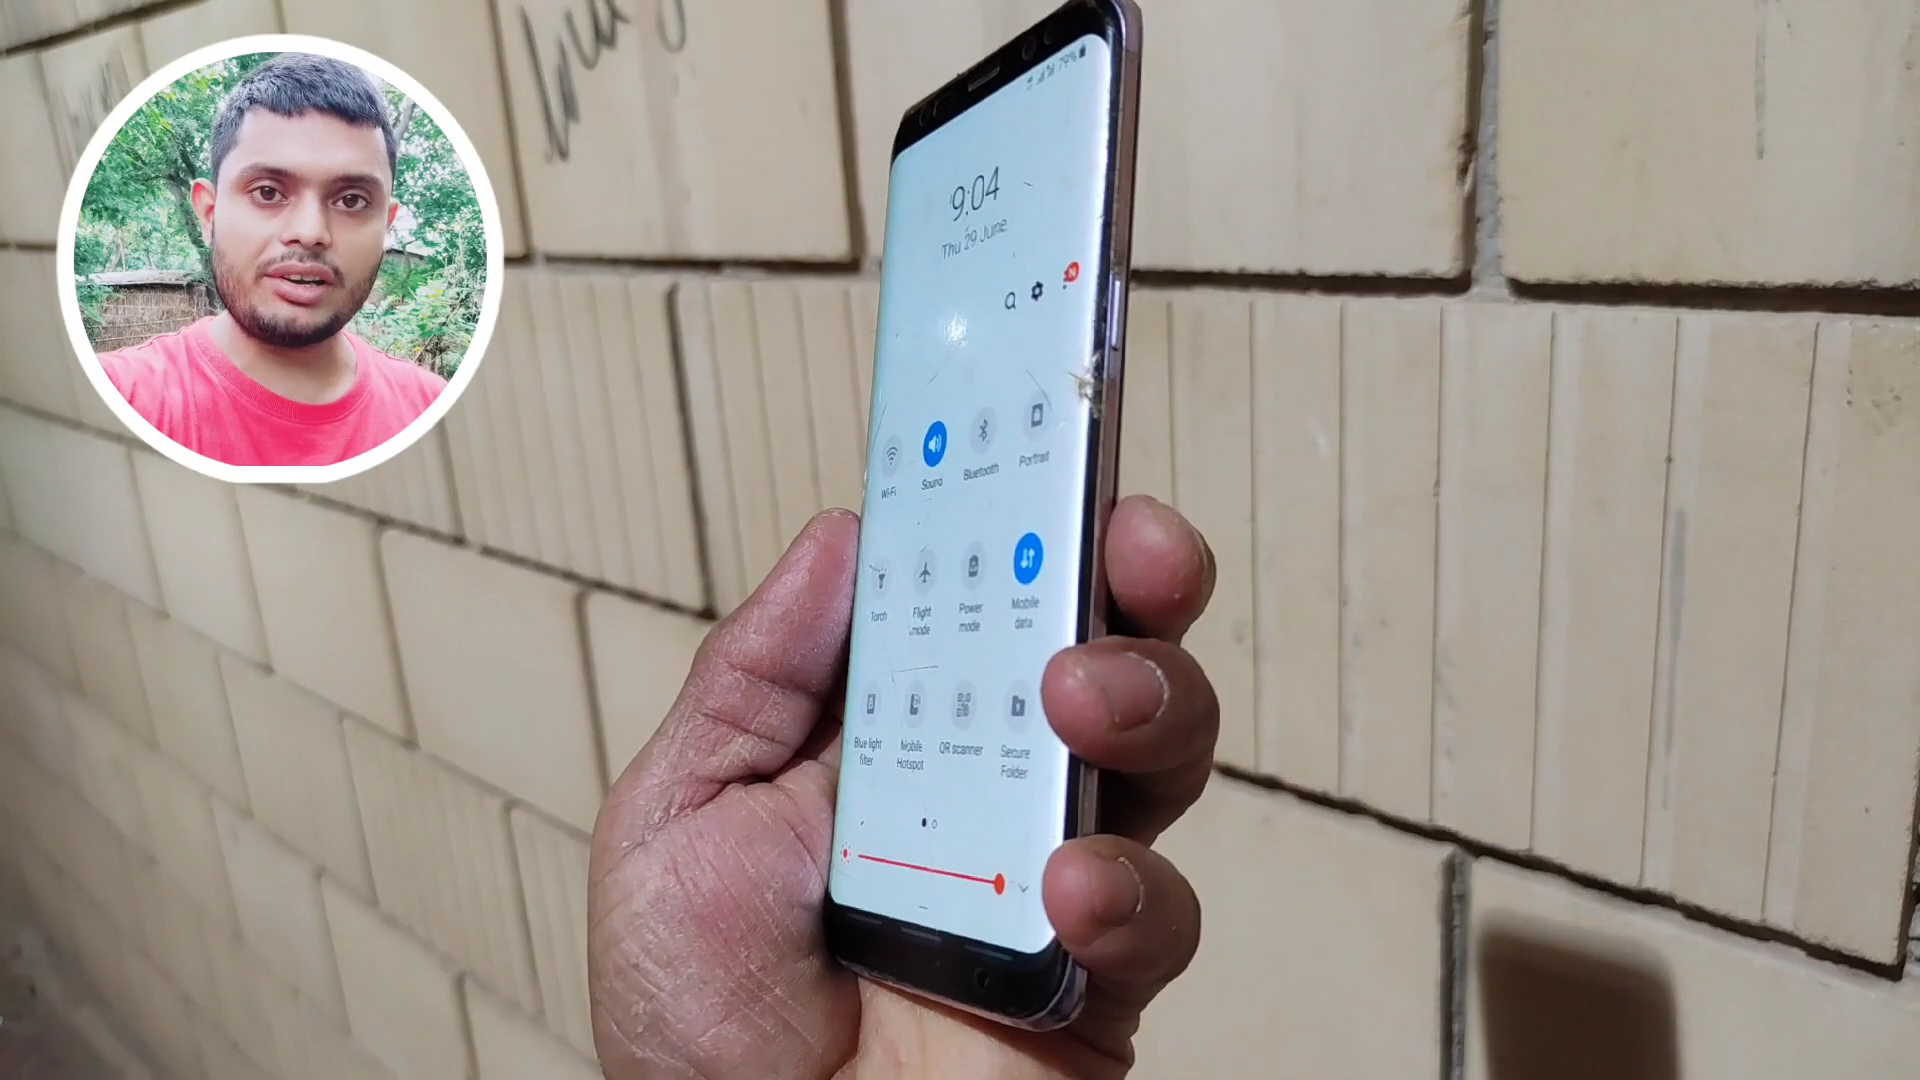 79%
9:04
Thu 29 June
N
Wi-Fi
Sound
Bluetooth
Portrait
Torch
Flight
mode
Power
mode
Mobile
data
Blue light
filter
Mobile
Hotspot
QR scanner
Secure
Folder